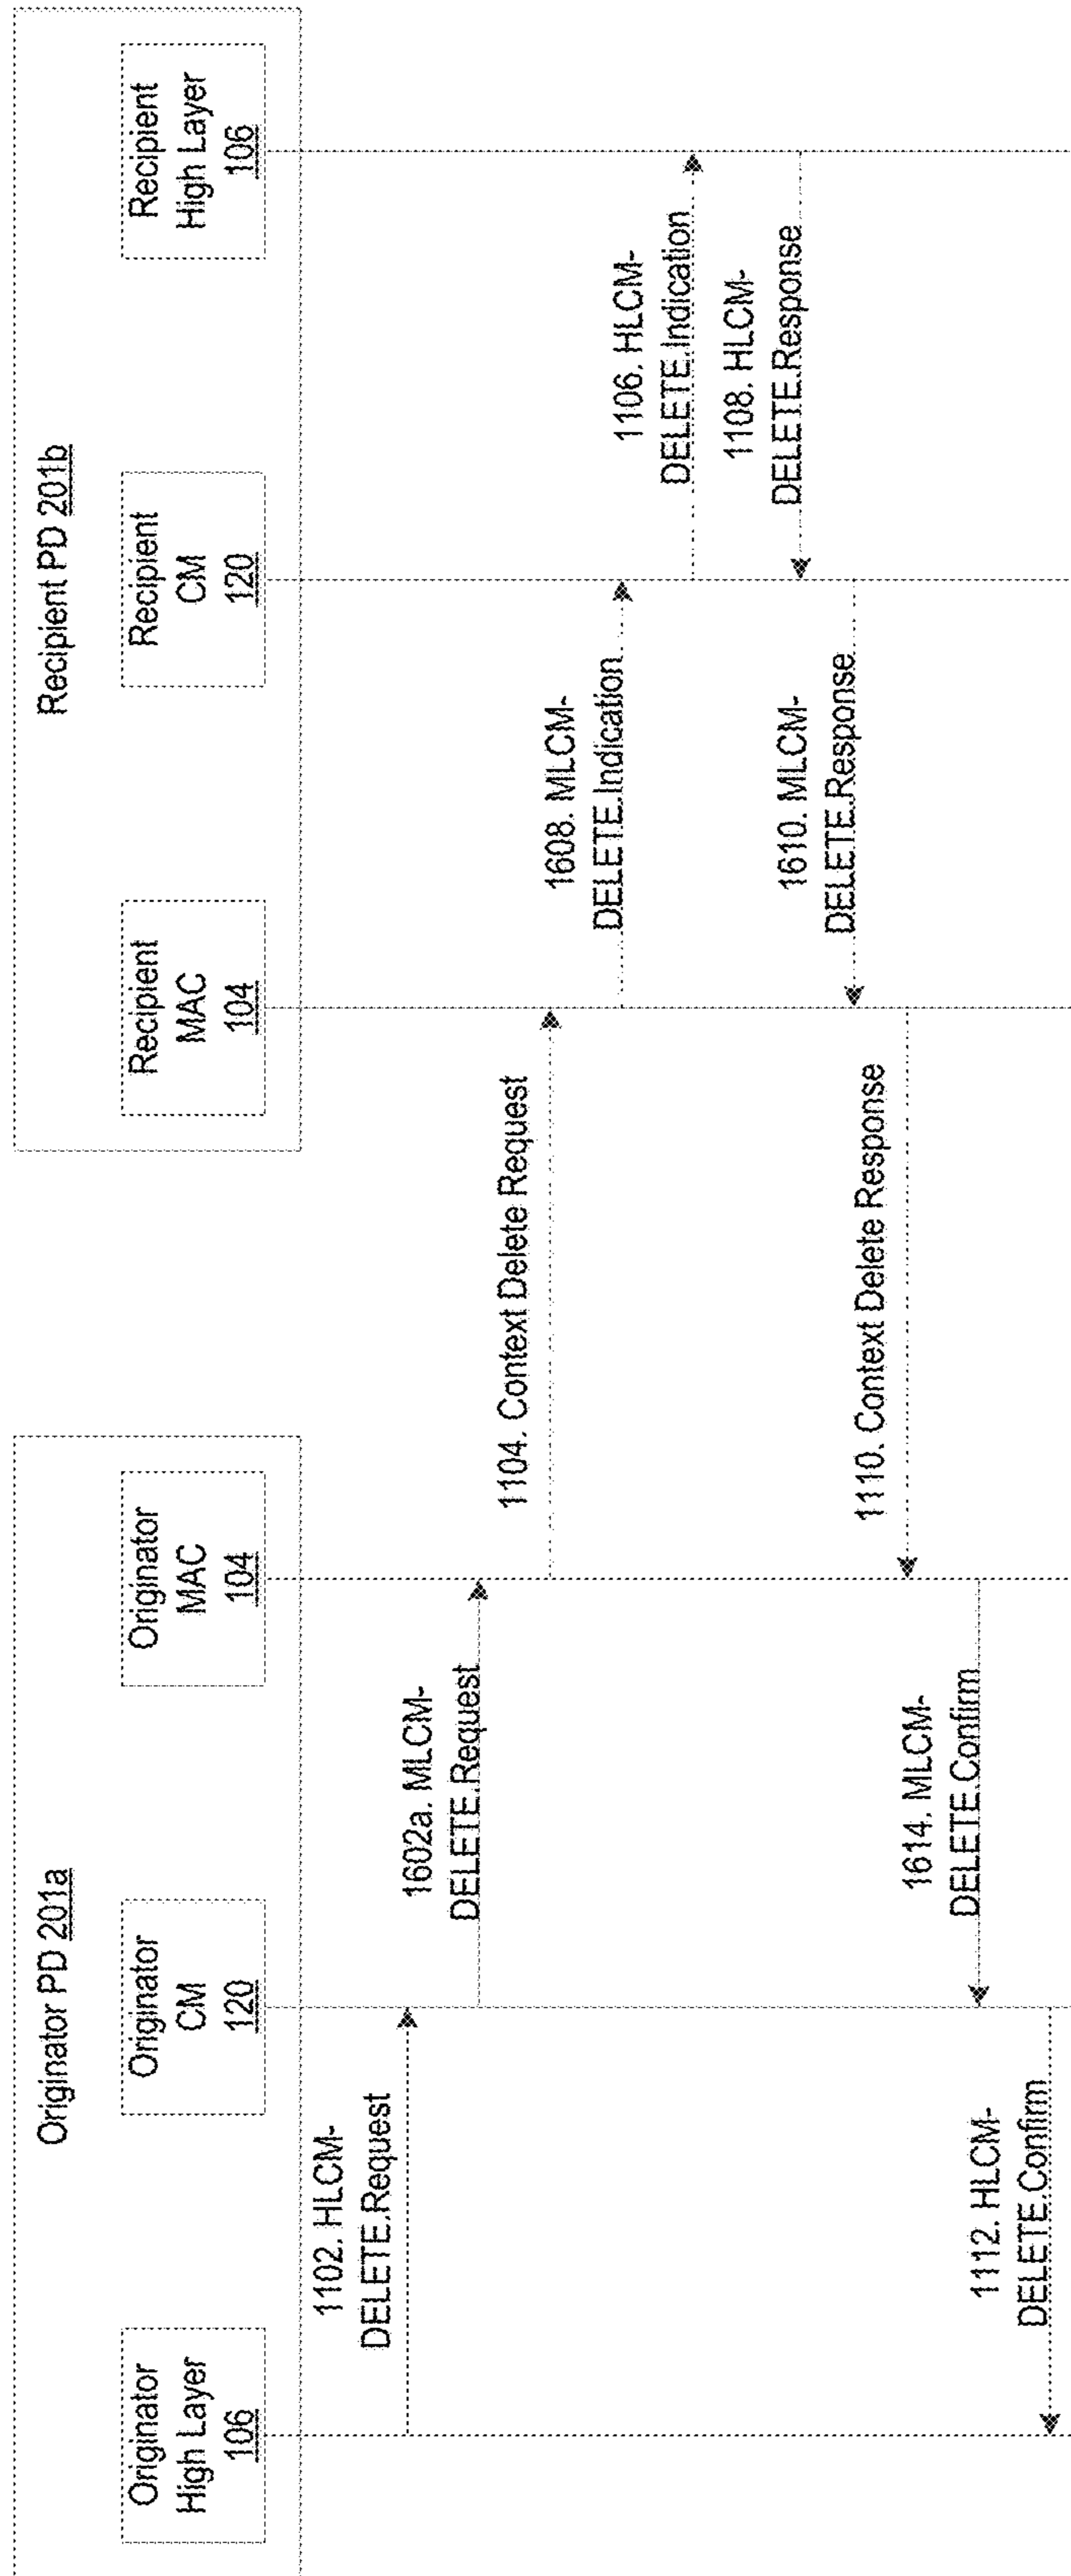 Originator PD 201a
Recipient PD 201b
Originator
High Layer
106
Originator
CM
120
Originator
MAC
104
Recipient
MAC
104
Recipient
CM
120
Recipient
High Layer
106
1102. HLCM-
DELETE.Request
1602a. MLCM-
DELETE.Request
1104. Context Delete Request
1608. MLCM-
DELETE.Indication
1106. HLCM-
DELETE.Indication
1108. HLCM-
DELETE.Response
1610. MLCM-
DELETE.Response
1110. Context Delete Response
1614. MLCM-
DELETE.Confirm
1112. HLCM-
DELETE.Confirm